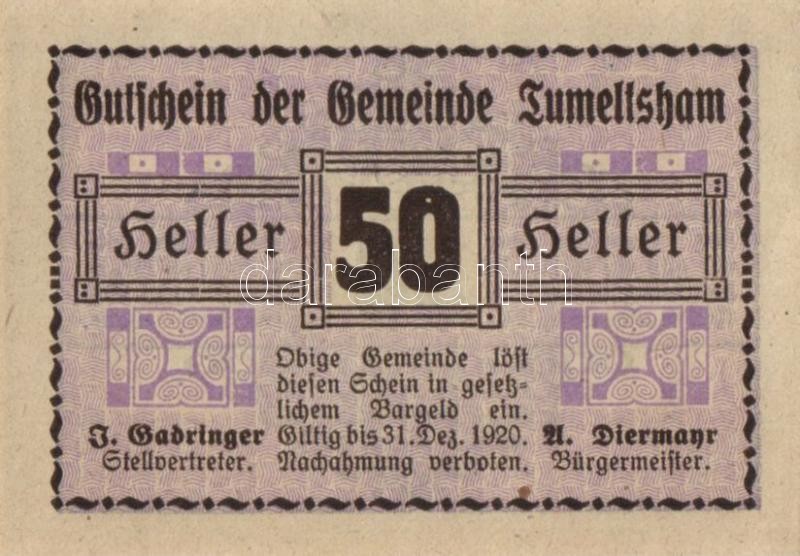 Gutschein der Gemeinde Tumeltsham
Heller 50 Heller
darabanth
Obige Gemeinde löst
diesen Schein in gesetz-
lichem Bargeld ein.
J. Gadringer Giltig bis 31. Dez. 1920. A. Diermayr
Stellvertreter. Nachahmung verboten. Bürgermeister.